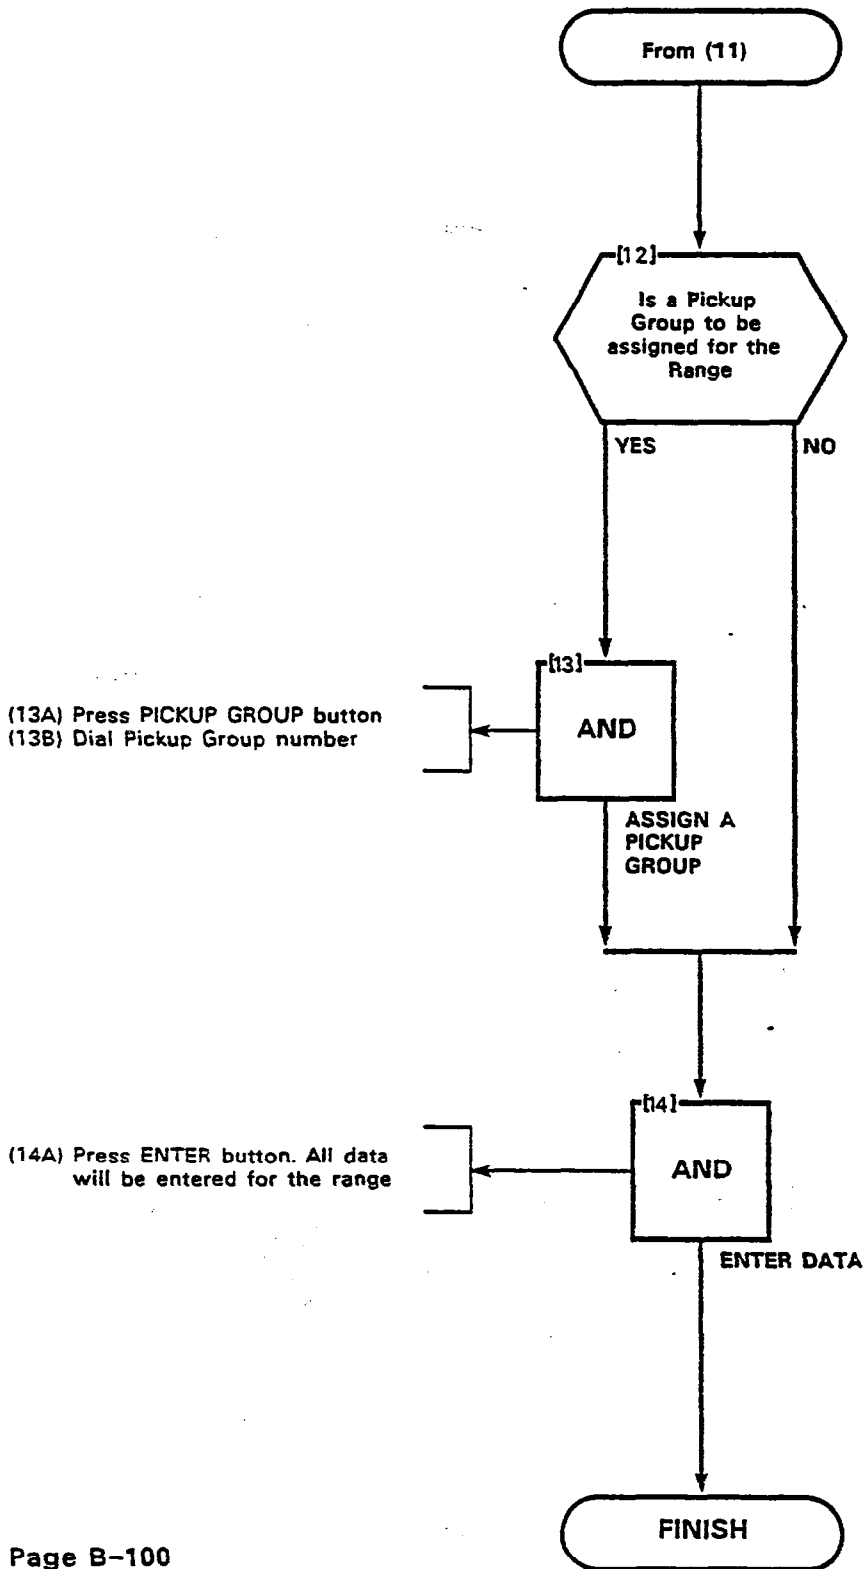 From (11)
[12]
Is a Pickup
Group to be
assigned for the
Range
YES
NO
[13]
AND
(13A) Press PICKUP GROUP button
(13B) Dial Pickup Group number
ASSIGN A
PICKUP
GROUP
[14]
AND
(14A) Press ENTER button. All data
will be entered for the range
ENTER DATA
FINISH
Page B-100